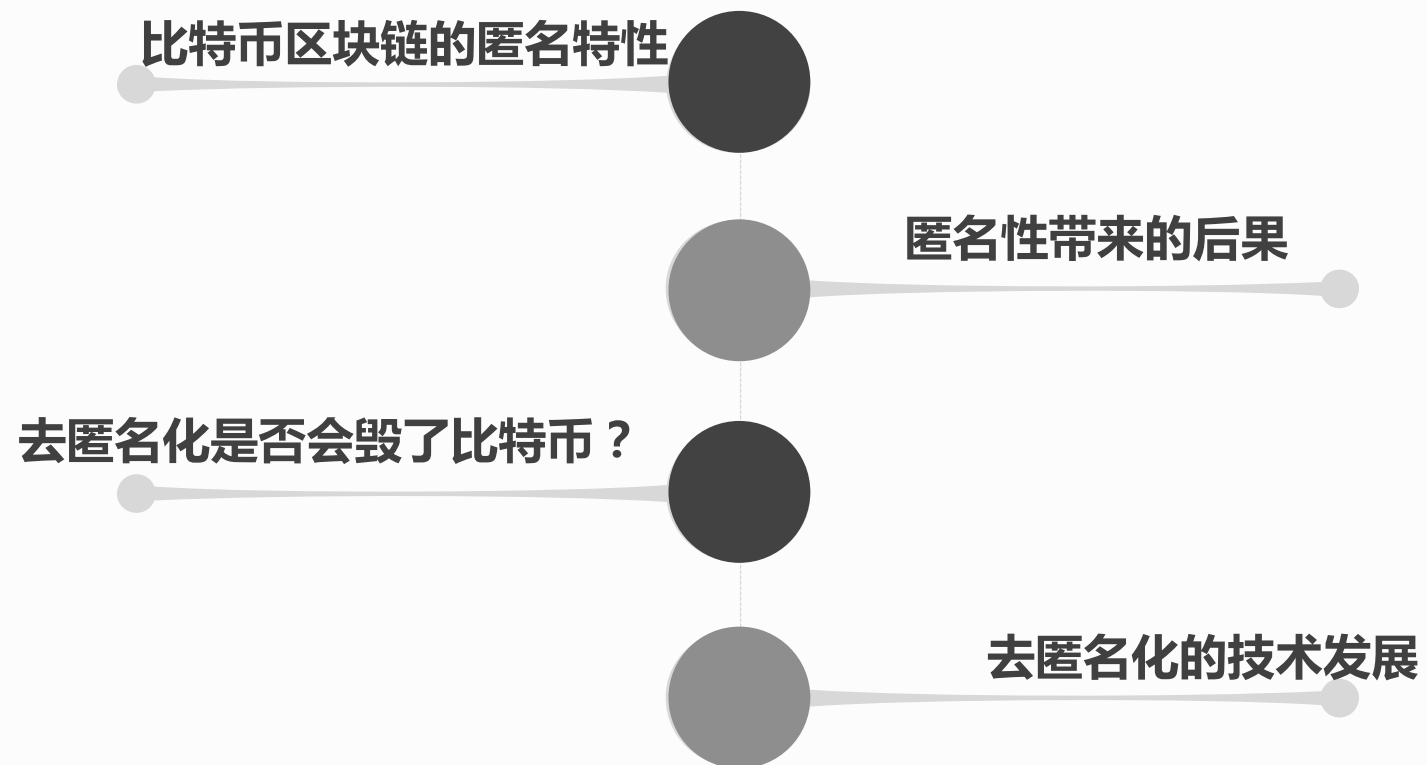 比特币区块链的匿名特性
匿名性带来的后果
去匿名化是否会毁了比特币？
去匿名化的技术发展